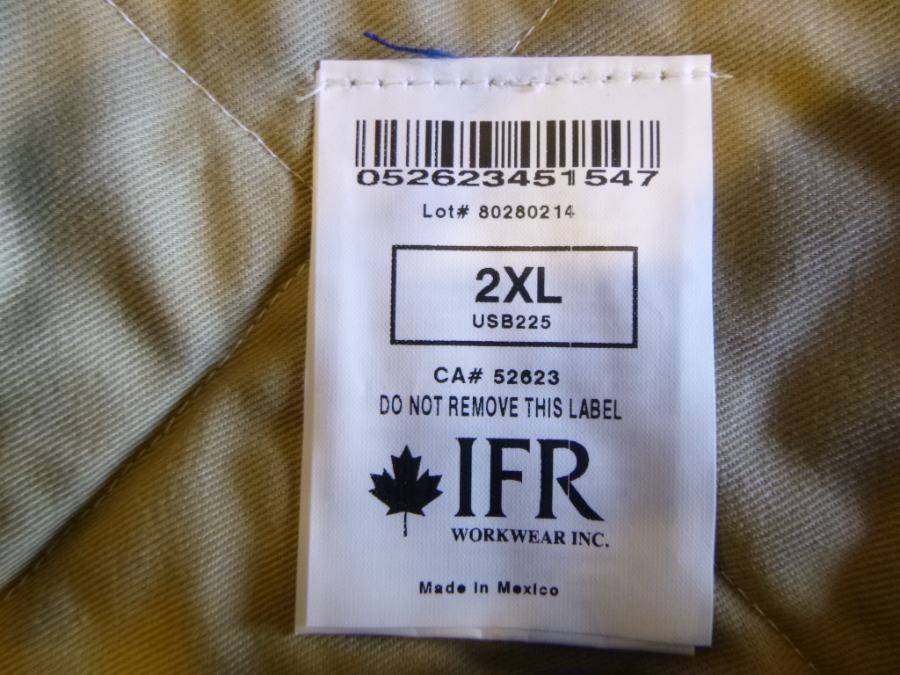 052623451547
Lot# 80280214
2XL
USB225
CA# 52623
DO NOT REMOVE THIS LABEL
IFR
WORKWEAR INC.
Made in Mexico